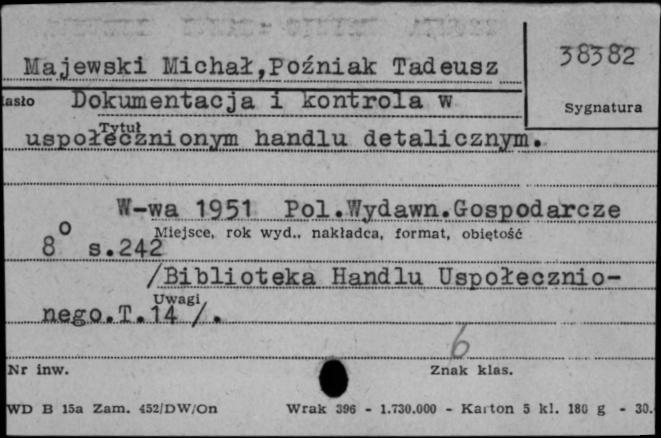 Majewski Michał,Poźniak Tadeusz
38382
Sygnatura
asło Dokumentacja i kontrola w
Tytuł
uspołecznionym handlu detalicznym.
W-wa 1951 Pol.Wydawn.Gospodarcze
Miejsce, rok wyd., nakładca, format, objętość
8° s.242
/Biblioteka Handlu Uspołecznio-
Uwagi
nego.T.14 /.
6
Nr inw.
Znak klas.
WD B 15a Zam. 452/DW/On Wrak 396 - 1.730.000 - Karton 5 kl. 180 g - 30.